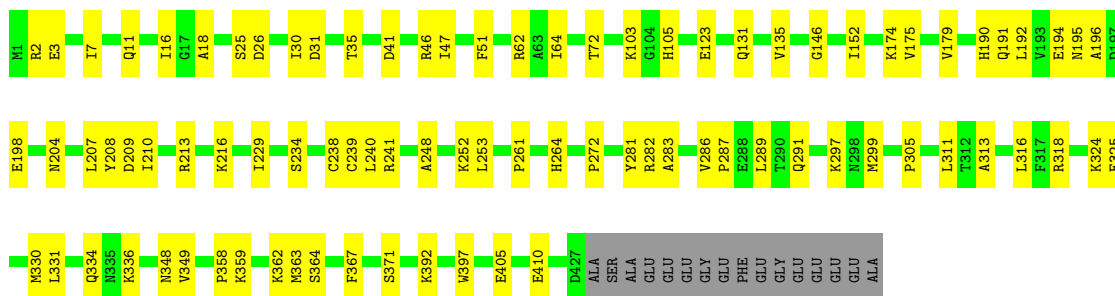 M1 R2 E3 I7 Q11 I16 G17 A18 S25 D26 I30 D31 T35 D41 R46 I47 F51 R62 A63 I64 T72 K103 G104 H105 E123 Q131 V135 G146 I152 K174 V175 V179 H190 Q191 L192 V193 E194 N195 A196 D197
E198 N204 L207 Y208 D209 I210 R213 K216 I229 S234 C238 C239 L240 R241 A248 K252 L253 P261 H264 P272 Y281 R282 A283 V286 P287 E288 L289 T290 Q291 K297 N298 M299 P305 L311 T312 A313 L316 F317 R318 K324
M330 L331 Q334 N335 K336 N348 V349 P358 K359 K362 M363 S364 F367 S371 K392 W397 E405 E410 D427 ALA SER ALA GLU GLU GLU GLY GLU PHE GLU GLY GLU GLU GLU GLU ALA